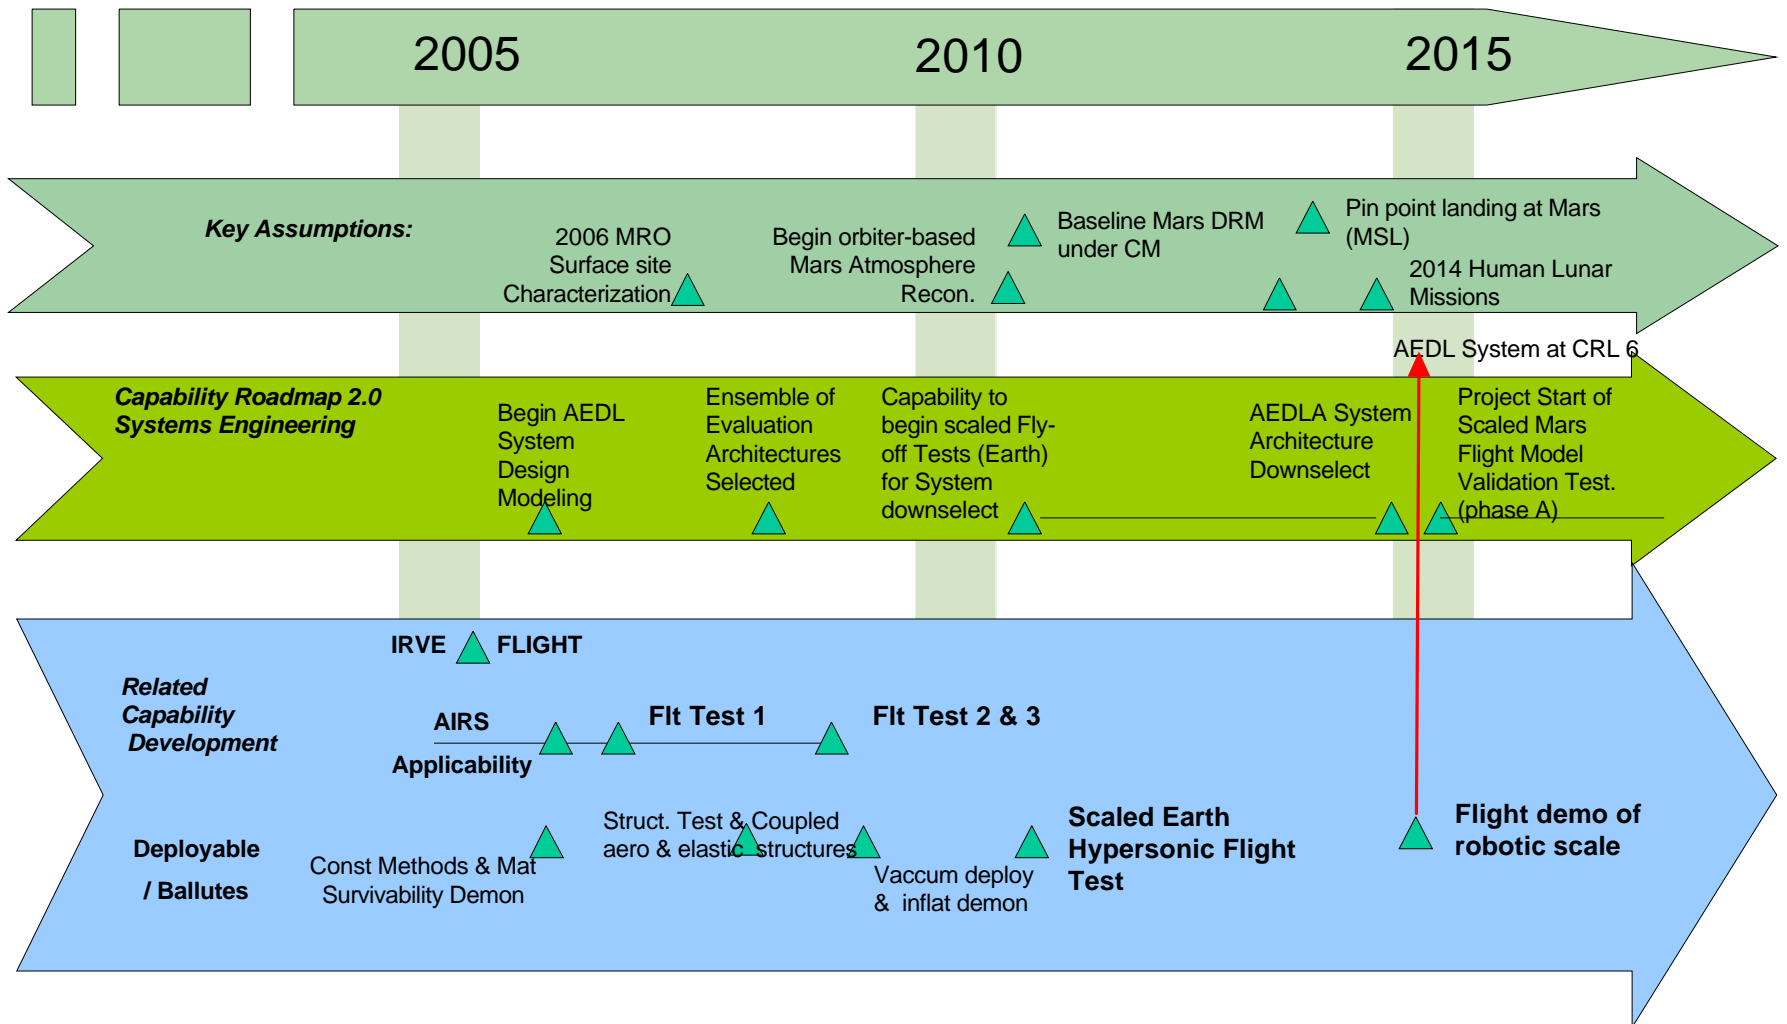 2005
2010
2015
Key Assumptions:
2006 MRO
Surface site
Characterization
Begin orbiter-based
Mars Atmosphere
Recon.
Baseline Mars DRM
under CM
Pin point landing at Mars
(MSL)
2014 Human Lunar
Missions
AEDL System at CRL 6
Capability Roadmap 2.0
Systems Engineering
Begin AEDL
System
Design
Modeling
Ensemble of
Evaluation
Architectures
Selected
Capability to
begin scaled Fly-
off Tests (Earth)
for System
downselect
AEDLA System
Architecture
Downselect
Project Start of
Scaled Mars
Flight Model
Validation Test.
(phase A)
IRVE
FLIGHT
Related
Capability
Development
AIRS
Applicability
Flt Test 1
Flt Test 2 & 3
Deployable
/ Ballutes
Const Methods & Mat
Survivability Demon
Struct. Test & Coupled
aero & elastic structures
Vaccum deploy
& inflat demon
Scaled Earth
Hypersonic Flight
Test
Flight demo of
robotic scale